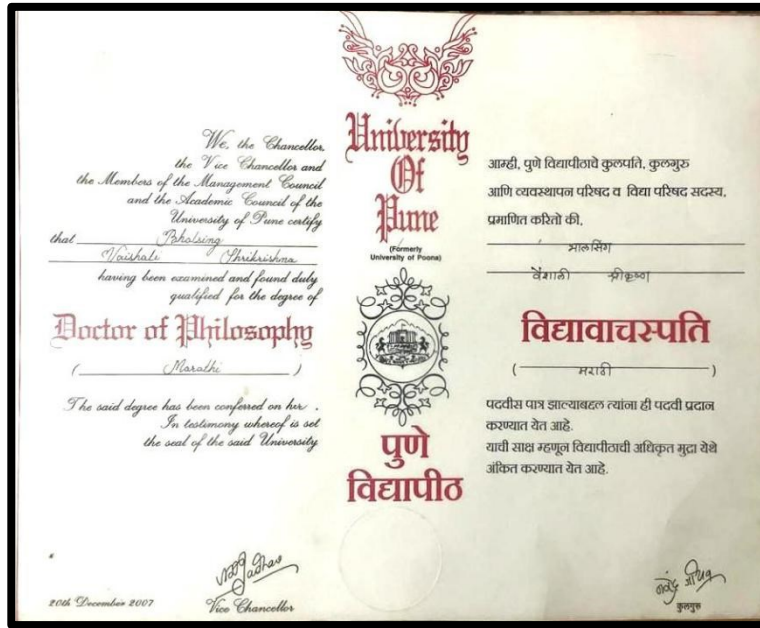 We, the Chancellor,
the Vice Chancellor and
the Members of the Management Council
and the Academic Council of the
University of Pune certify
that Bhalsing
Vaishali Shrikrishna
having been examined and found duly
qualified for the degree of
Doctor of Philosophy
( Marathi )
The said degree has been conferred on her .
In testimony whereof is set
the seal of the said University
20th December 2007
Vice Chancellor
University
Of
Pune
(Formerly
University of Poona)
पुणे
विद्यापीठ
आम्ही, पुणे विद्यापीठाचे कुलपति, कुलगुरु
आणि व्यवस्थापन परिषद व विद्या परिषद सदस्य,
प्रमाणित करितो की,
भालसिंग
वैशाली श्रीकृष्ण
विद्यावाचस्पति
( मराठी )
पदवीस पात्र झाल्याबद्दल त्यांना ही पदवी प्रदान
करण्यात येत आहे.
याची साक्ष म्हणून विद्यापीठाची अधिकृत मुद्रा येथे
अंकित करण्यात येत आहे.
कुलगुरु